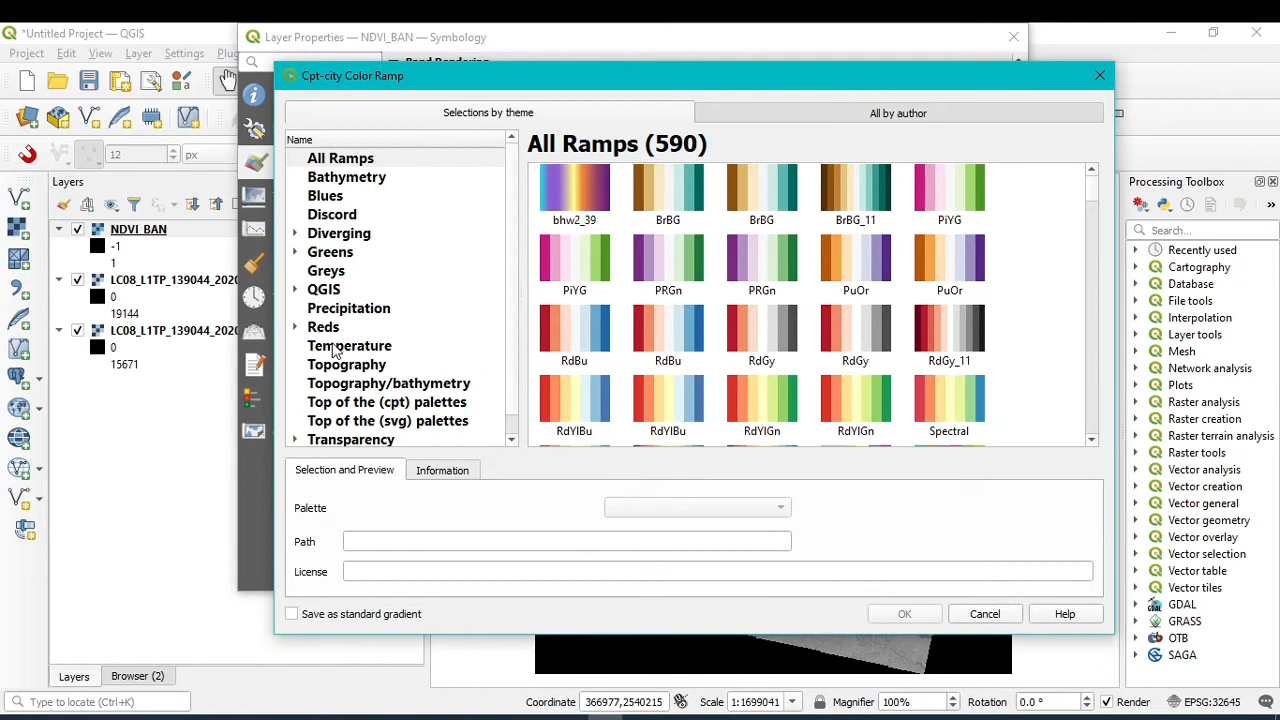 *Untitled Project — QGIS
Layer Properties — NDVI_BAN — Symbology
Project Edit View Layer Settings
Cpt-city Color Ramp
Selections by theme
All by author
12
px
Name
All Ramps
Bathymetry
Blues
Discord
Diverging
Greens
Greys
QGIS
Precipitation
Reds
Temperature
Topography
Topography/bathymetry
Top of the (cpt) palettes
Top of the (svg) palettes
Transparency
All Ramps (590)
bhw2_39 BrBG BrBG BrBG_11 PiYG
PiYG PRGn PRGn PuOr PuOr
RdBu RdBu RdGy RdGy RdGy_11
RdYlBu RdYlBu RdYlGn RdYlGn Spectral
Selection and Preview
Information
Palette
Path
License
Save as standard gradient
OK
Cancel
Help
Layers
NDVI_BAN
-1
1
LC08_L1TP_139044_202
0
19144
LC08_L1TP_139044_202
0
15671
Processing Toolbox
Search...
Recently used
Cartography
Database
File tools
Interpolation
Layer tools
Mesh
Network analysis
Plots
Raster analysis
Raster creation
Raster terrain analysis
Raster tools
Vector analysis
Vector creation
Vector general
Vector geometry
Vector overlay
Vector selection
Vector table
Vector tiles
GDAL
GRASS
OTB
SAGA
Layers
Browser (2)
Type to locate (Ctrl+K)
Coordinate 366977,2540215
Scale 1:1699041
Magnifier 100%
Rotation 0.0 °
Render
EPSG:32645